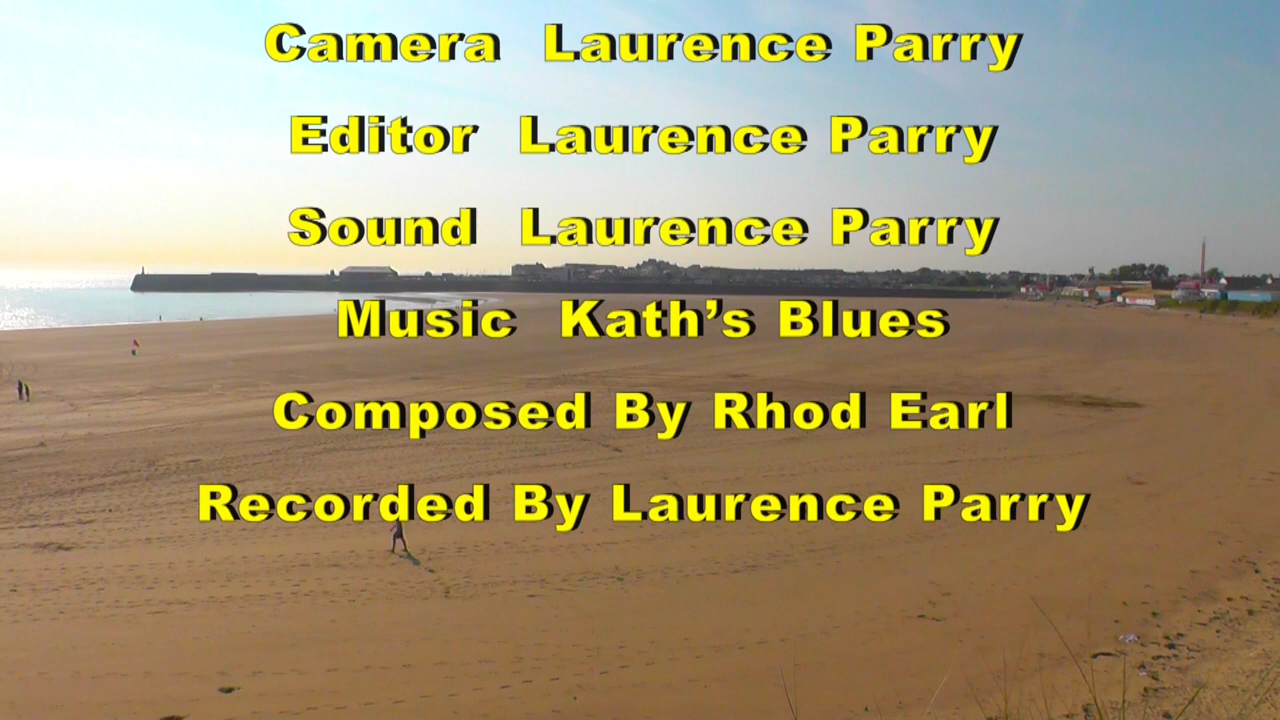 Camera Laurence Parry
Editor Laurence Parry
Sound Laurence Parry
Music Kath’s Blues
Composed By Rhod Earl
Recorded By Laurence Parry